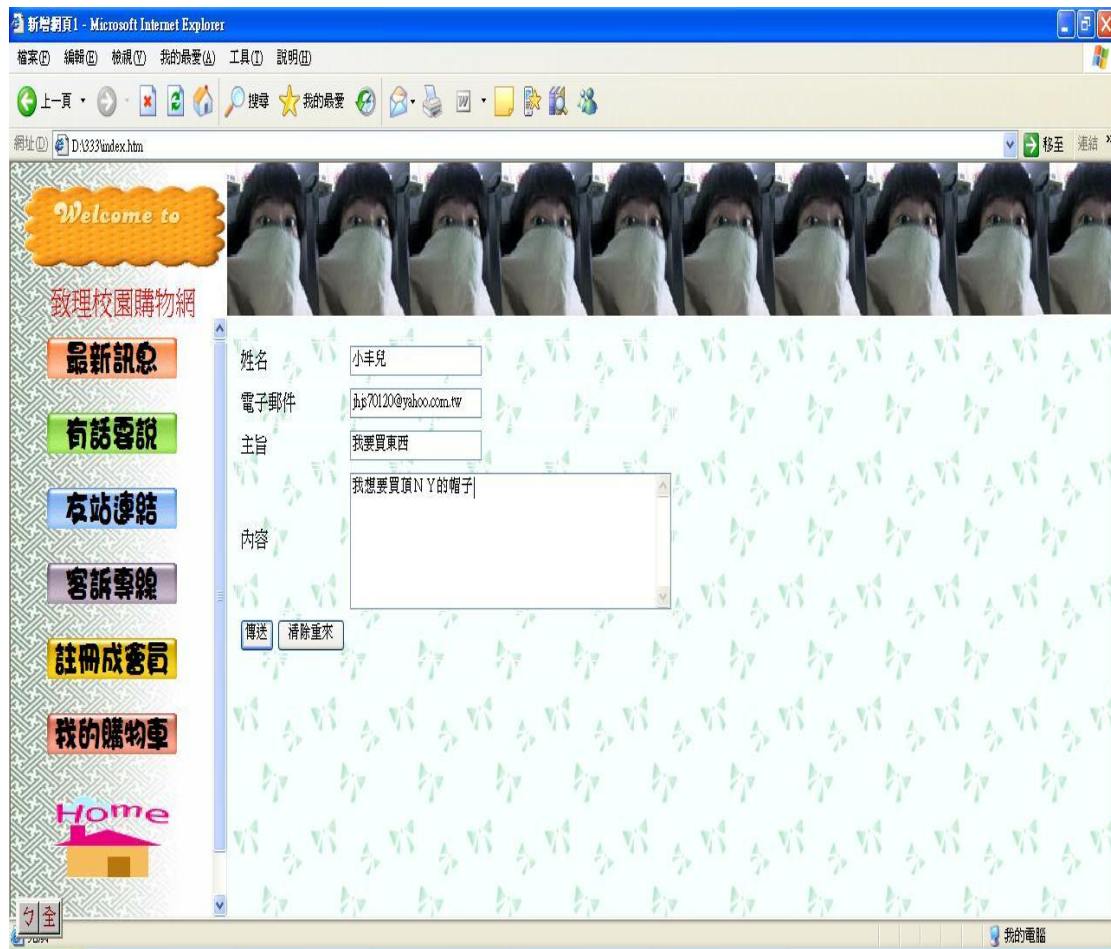 新增網頁1 - Microsoft Internet Explorer
檔案(F) 編輯(E) 檢視(V) 我的最愛(A) 工具(T) 說明(H)
上一頁 搜尋 我的最愛
網址(D) D:\333\index.htm 移至 連結
Welcome to
致理校園購物網
最新訊息
有話要說
友站連結
客訴專線
註冊成會員
我的購物車
Home
姓名 小丰兒
電子郵件 jhjs70120@yahoo.com.tw
主旨 我要買東西
內容 我想要買頂ＮＹ的帽子
傳送 清除重來
ㄅ 全
我的電腦